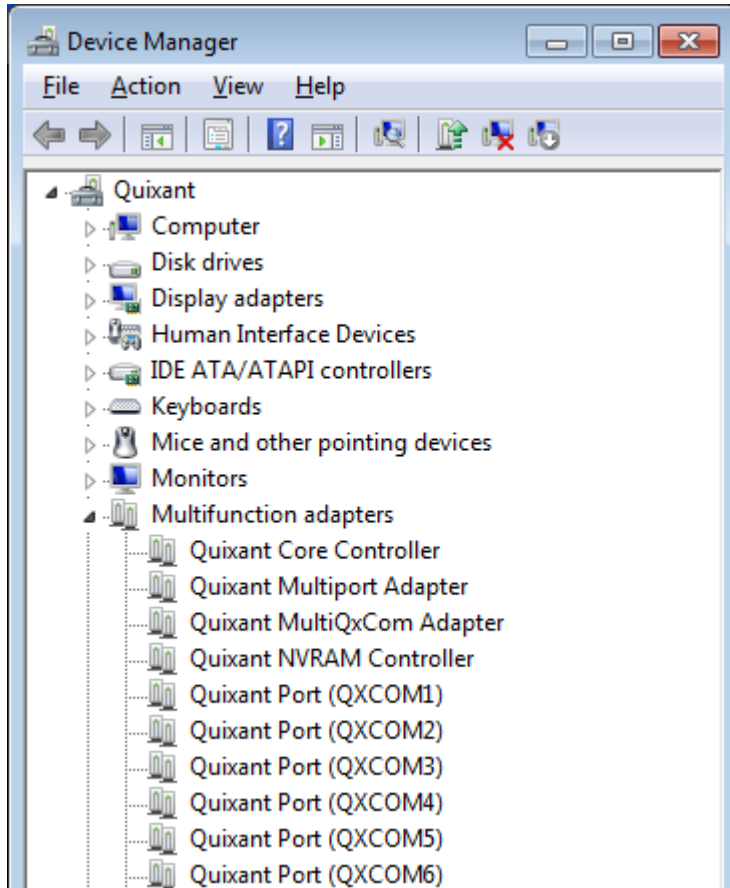 Device Manager
File Action View Help
Quixant
Computer
Disk drives
Display adapters
Human Interface Devices
IDE ATA/ATAPI controllers
Keyboards
Mice and other pointing devices
Monitors
Multifunction adapters
Quixant Core Controller
Quixant Multiport Adapter
Quixant MultiQxCom Adapter
Quixant NVRAM Controller
Quixant Port (QXCOM1)
Quixant Port (QXCOM2)
Quixant Port (QXCOM3)
Quixant Port (QXCOM4)
Quixant Port (QXCOM5)
Quixant Port (QXCOM6)